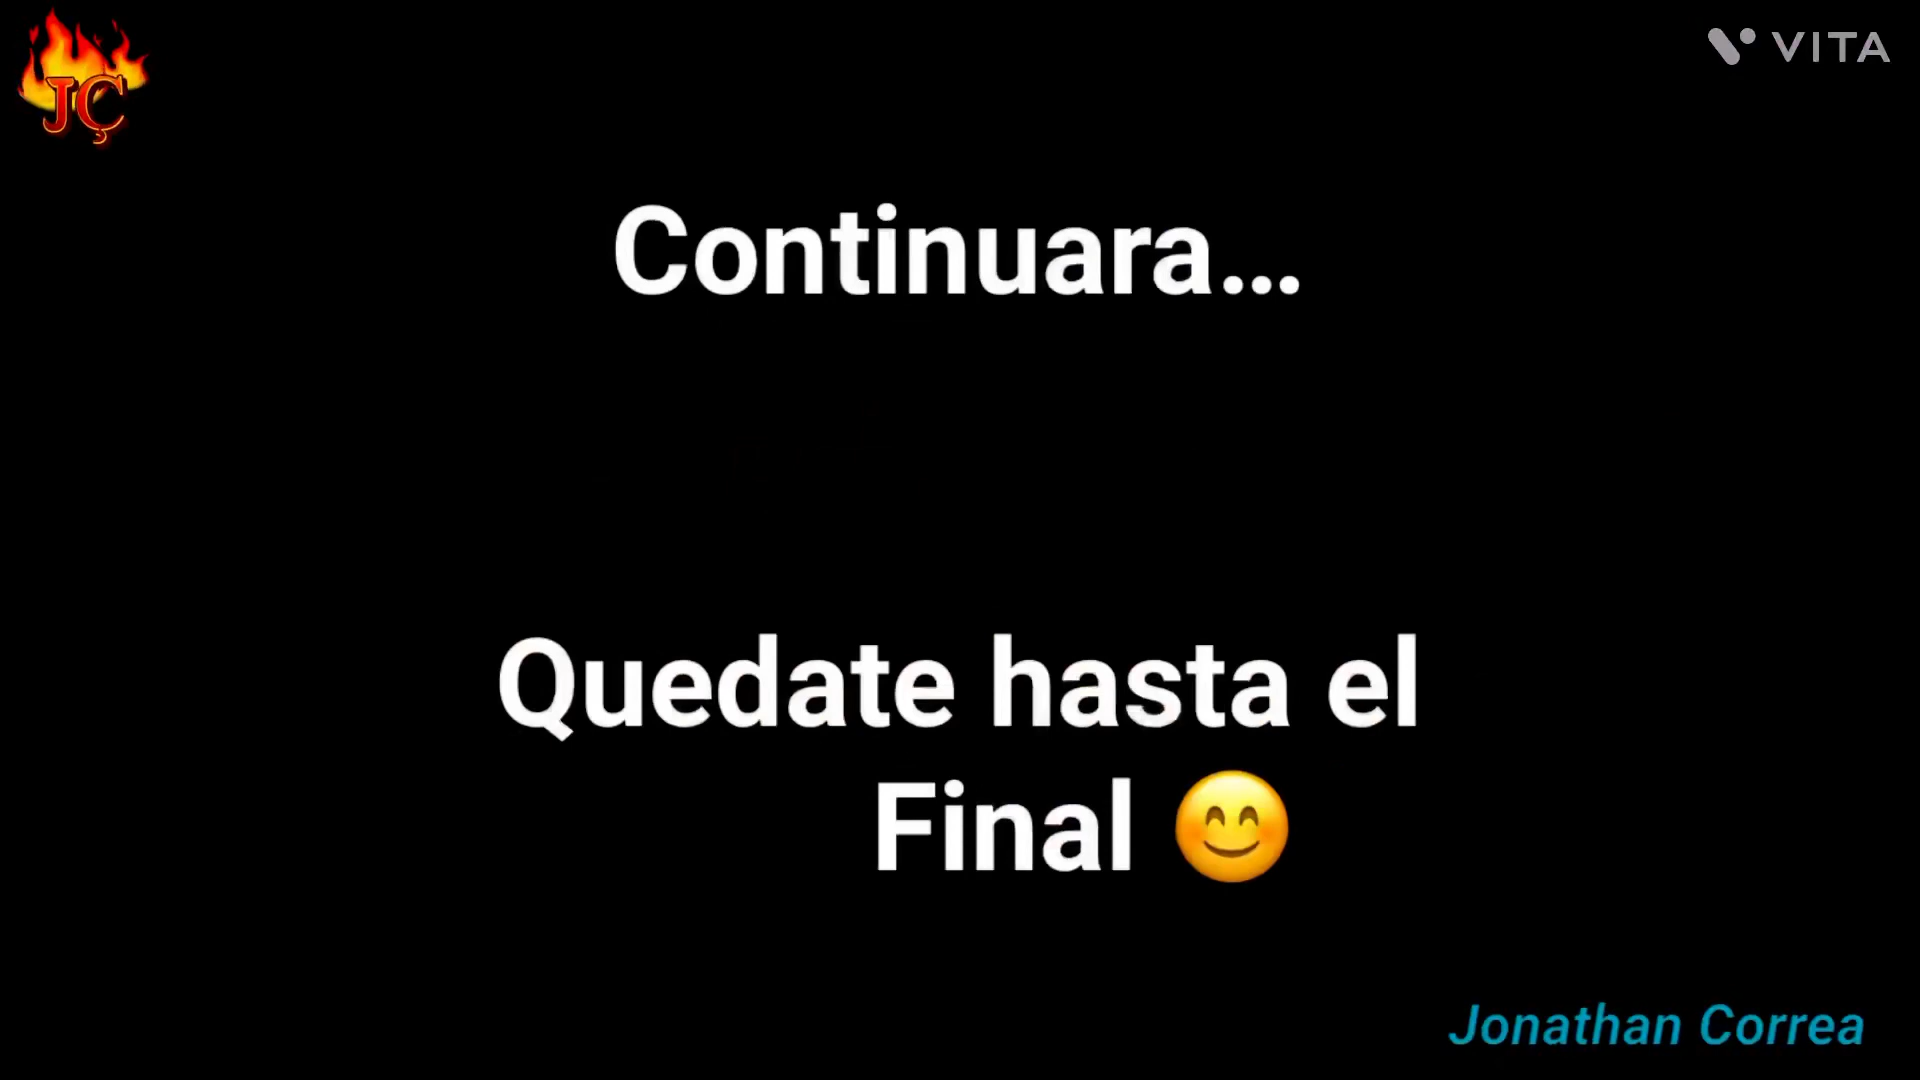 JÇ
VITA
Continuara...
Quedate hasta el
Final 😊
Jonathan Correa